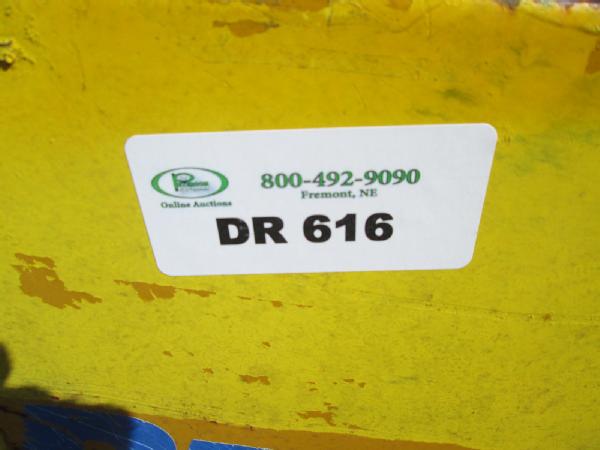 800-492-9090
Fremont, NE
Online Auctions
DR 616